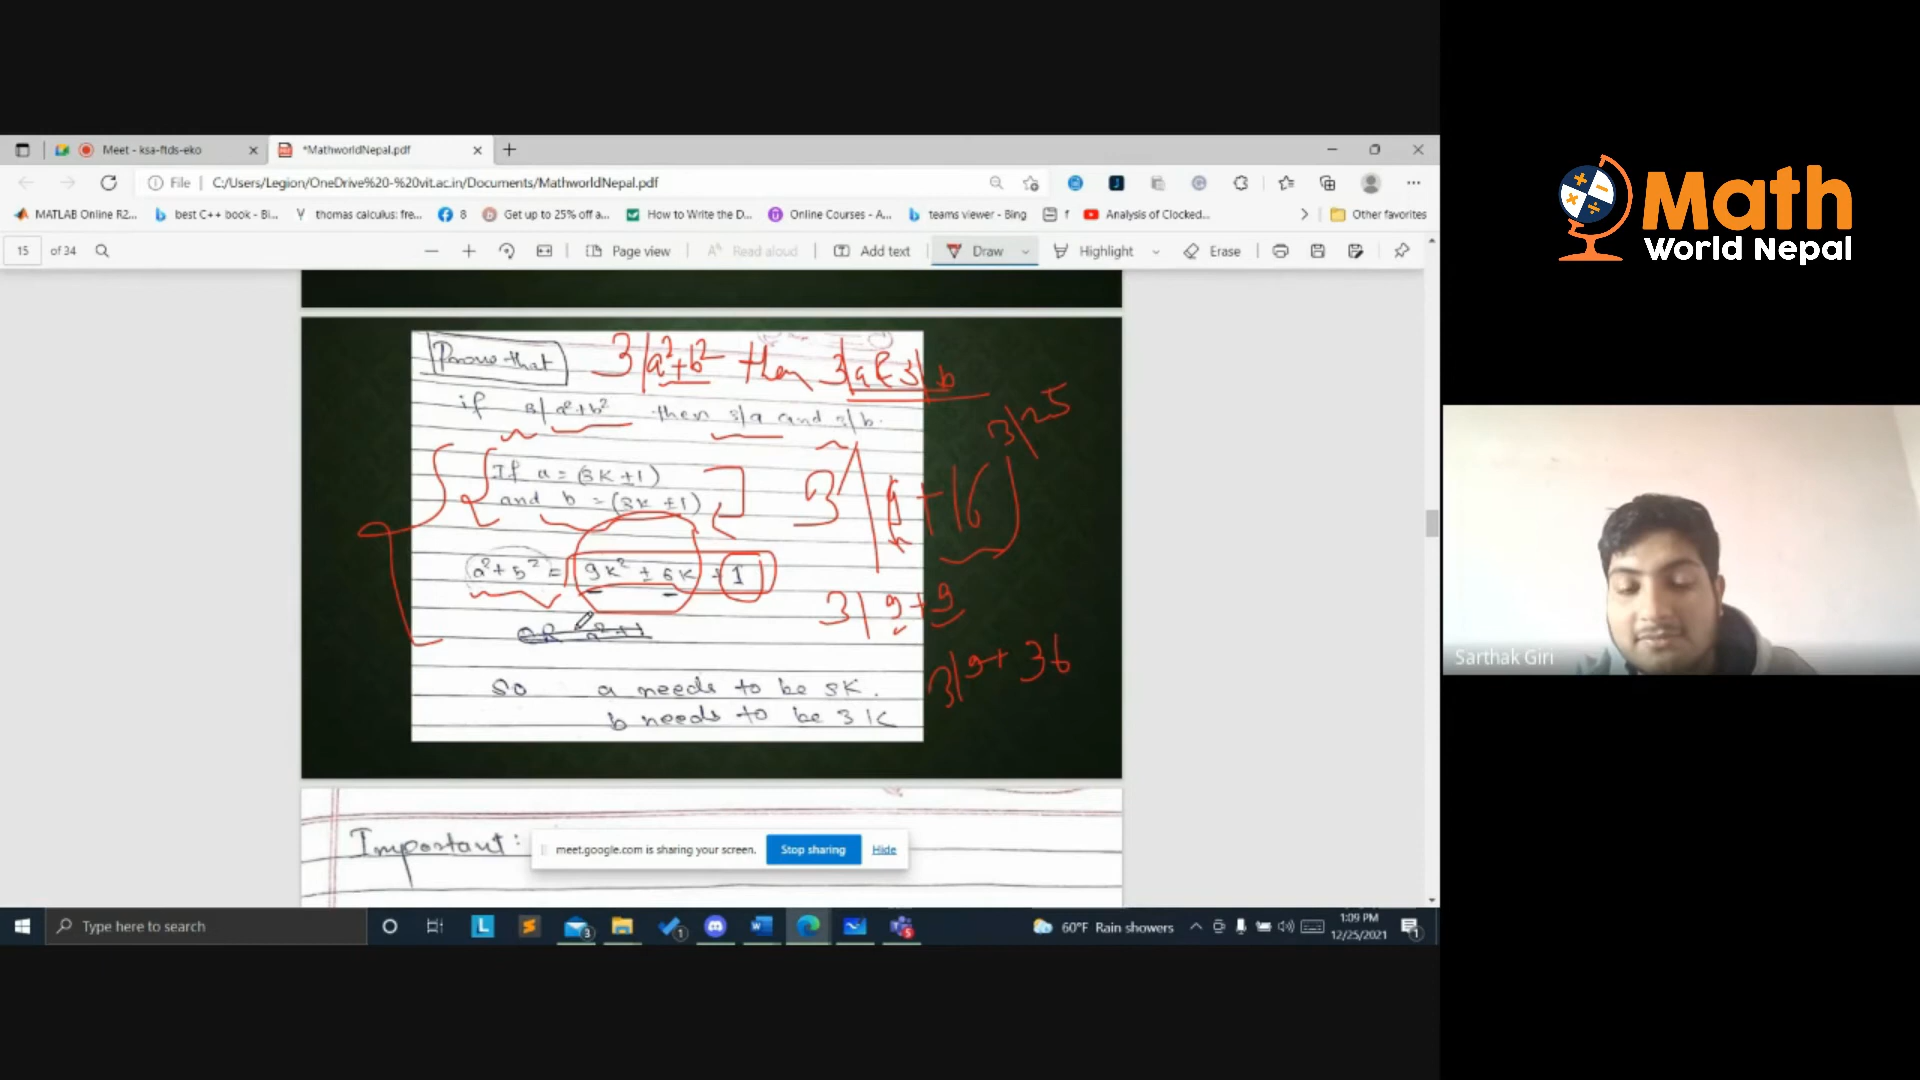 Meet - ksa-ftds-eko
*MathworldNepal.pdf
File C:/Users/Legion/OneDrive%20-%20vit.ac.in/Documents/MathworldNepal.pdf
MATLAB Online R2... best C++ book - Bi... thomas calculus: fre... 8 Get up to 25% off a... How to Write the D... Online Courses - A... teams viewer - Bing f Analysis of Clocked... Other favorites
15 of 34 Page view Read aloud Add text Draw Highlight Erase
Prove that 3|a²+b² then 3|a & 3|b
if 3/a²+b² then 3/a and 3/b.
3|25
If a = (3K±1)
and b = (3K ±1)
3|9+16
a²+b² = 9K² ± 6K + 1
3|9+9
OR a²+1
3|9+36
so a needs to be 3K.
b needs to be 3K
Important:
meet.google.com is sharing your screen. Stop sharing Hide
Type here to search
60°F Rain showers
1:09 PM
12/25/2021
Math
World Nepal
Sarthak Giri